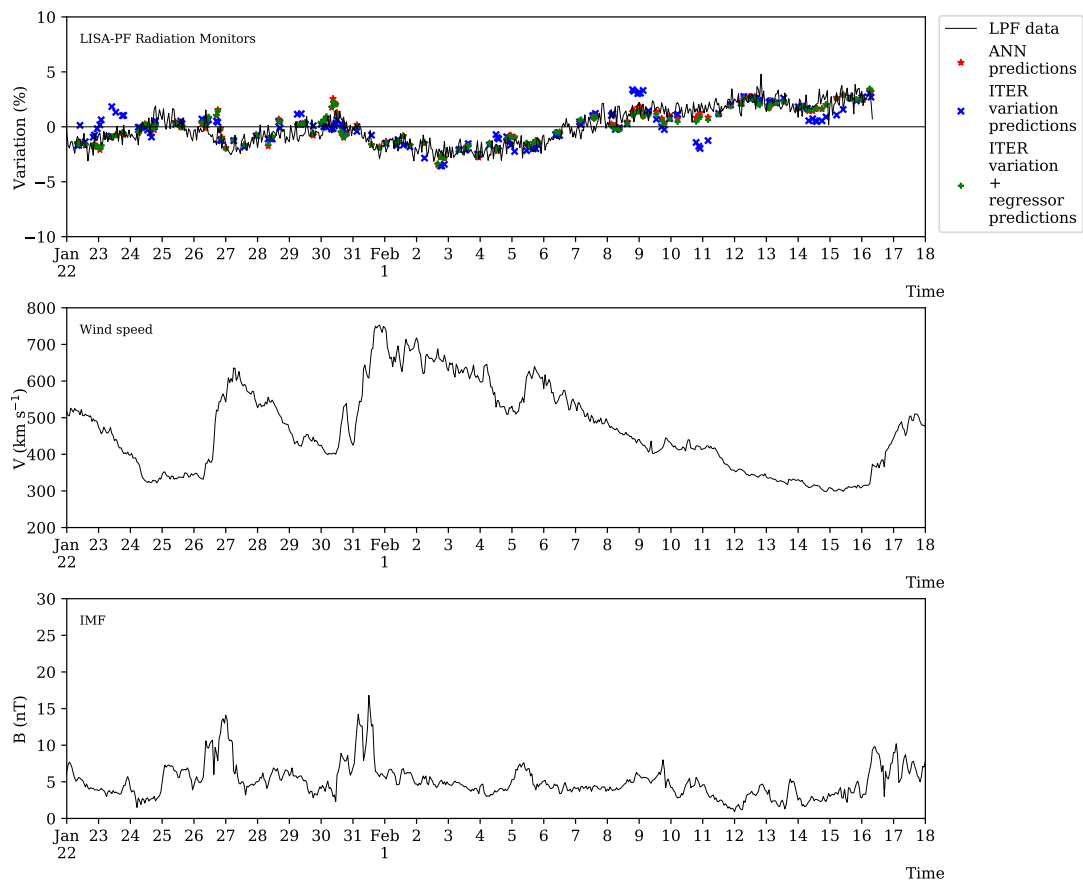 10
5
0
−5
−10
Variation (%)
LISA-PF Radiation Monitors
Jan 23 24 25 26 27 28 29 30 31 Feb 2 3 4 5 6 7 8 9 10 11 12 13 14 15 16 17 18
22 1
Time
LPF data
ANN
predictions
ITER
variation
predictions
ITER
variation
+
regressor
predictions
800
700
600
500
400
300
200
V (km s⁻¹)
Wind speed
Jan 23 24 25 26 27 28 29 30 31 Feb 2 3 4 5 6 7 8 9 10 11 12 13 14 15 16 17 18
22 1
Time
30
25
20
15
10
5
0
B (nT)
IMF
Jan 23 24 25 26 27 28 29 30 31 Feb 2 3 4 5 6 7 8 9 10 11 12 13 14 15 16 17 18
22 1
Time